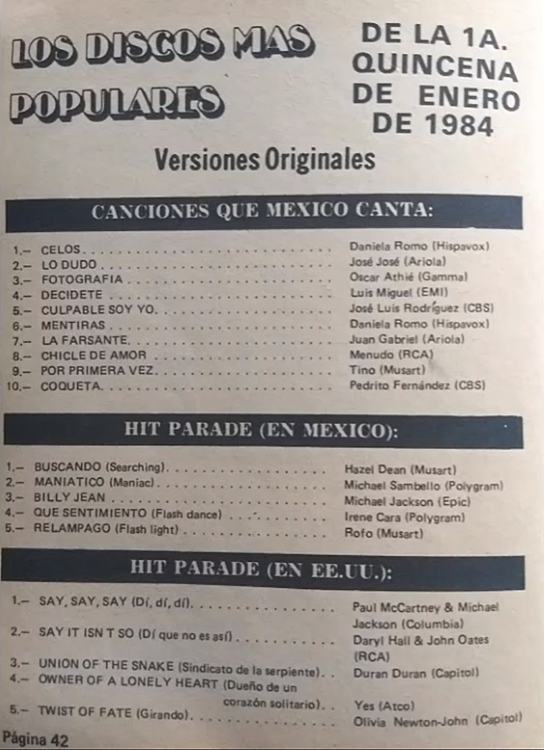 LOS DISCOS MAS
POPULARES
DE LA 1A.
QUINCENA
DE ENERO
DE 1984
Versiones Originales
CANCIONES QUE MEXICO CANTA:
1.— CELOS. . . . . . . . . . . . . . . . . . . . . . . Daniela Romo (Hispavox)
2.— LO DUDO . . . . . . . . . . . . . . . . . . . . . José José (Ariola)
3.— FOTOGRAFIA . . . . . . . . . . . . . . . . . . . Oscar Athié (Gamma)
4.— DECIDETE . . . . . . . . . . . . . . . . . . . . Luis Miguel (EMI)
5.— CULPABLE SOY YO. . . . . . . . . . . . . . . . . José Luis Rodríguez (CBS)
6.— MENTIRAS . . . . . . . . . . . . . . . . . . . . Daniela Romo (Hispavox)
7.— LA FARSANTE. . . . . . . . . . . . . . . . . . . Juan Gabriel (Ariola)
8.— CHICLE DE AMOR . . . . . . . . . . . . . . . . . Menudo (RCA)
9.— POR PRIMERA VEZ. . . . . . . . . . . . . . . . . Tino (Musart)
10.— COQUETA. . . . . . . . . . . . . . . . . . . . . Pedrito Fernández (CBS)
HIT PARADE (EN MEXICO):
1.— BUSCANDO (Searching). . . . . . . . . . . . . . . Hazel Dean (Musart)
2.— MANIATICO (Maniac). . . . . . . . . . . . . . . . Michael Sambello (Polygram)
3.— BILLY JEAN . . . . . . . . . . . . . . . . . . . Michael Jackson (Epic)
4.— QUE SENTIMIENTO (Flash dance) . . . . . . . . . . Irene Cara (Polygram)
5.— RELAMPAGO (Flash light) . . . . . . . . . . . . . Rofo (Musart)
HIT PARADE (EN EE.UU.):
1.— SAY, SAY, SAY (Dí, dí, dí). . . . . . . . . . . . Paul McCartney & Michael
Jackson (Columbia)
2.— SAY IT ISN T SO (Dí que no es así) . . . . . . . . Daryl Hall & John Oates
(RCA)
3.— UNION OF THE SNAKE (Sindicato de la serpiente). . Duran Duran (Capitol)
4.— OWNER OF A LONELY HEART (Dueño de un
corazón solitario). . Yes (Atco)
5.— TWIST OF FATE (Girando). . . . . . . . . . . . . Olivia Newton-John (Capitol)
Página 42